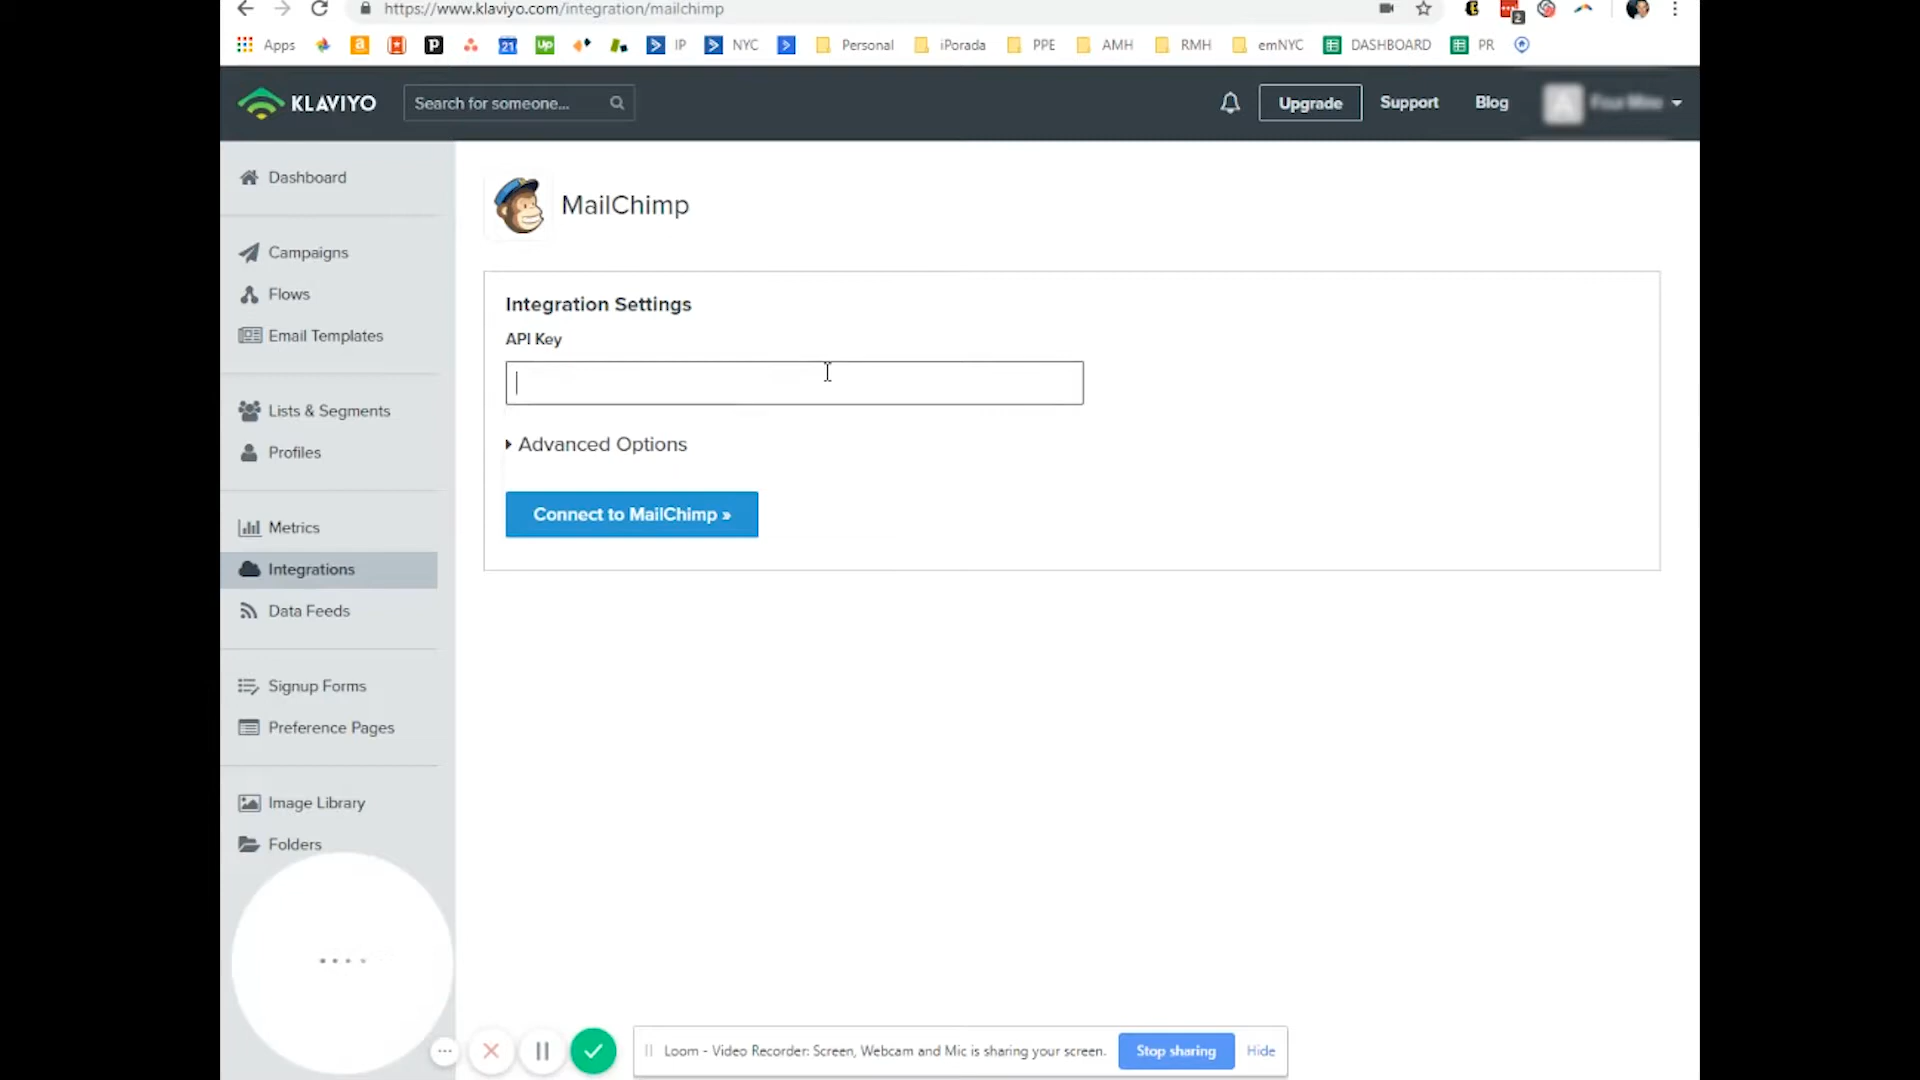 https://www.klaviyo.com/integration/mailchimp
2
Apps
a
P
21
Up
IP
NYC
Personal
iPorada
PPE
AMH
RMH
emNYC
DASHBOARD
PR
KLAVIYO
Search for someone...
Upgrade
Support
Blog
Dashboard
Campaigns
Flows
Email Templates
Lists & Segments
Profiles
Metrics
Integrations
Data Feeds
Signup Forms
Preference Pages
Image Library
Folders
MailChimp
Integration Settings
API Key
Advanced Options
Connect to MailChimp »
Loom - Video Recorder: Screen, Webcam and Mic is sharing your screen.
Stop sharing
Hide